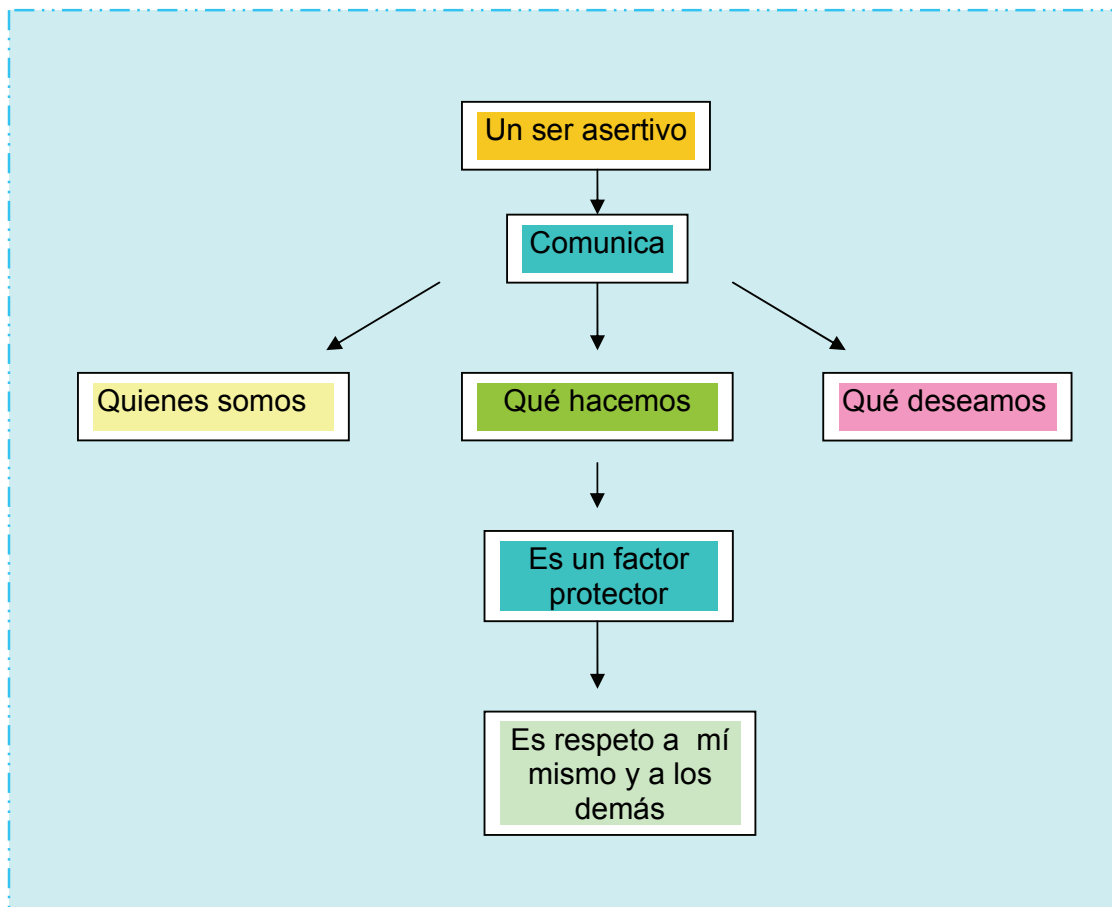 Un ser asertivo
Comunica
Quienes somos
Qué hacemos
Qué deseamos
Es un factor
protector
Es respeto a  mí
mismo y a los
demás